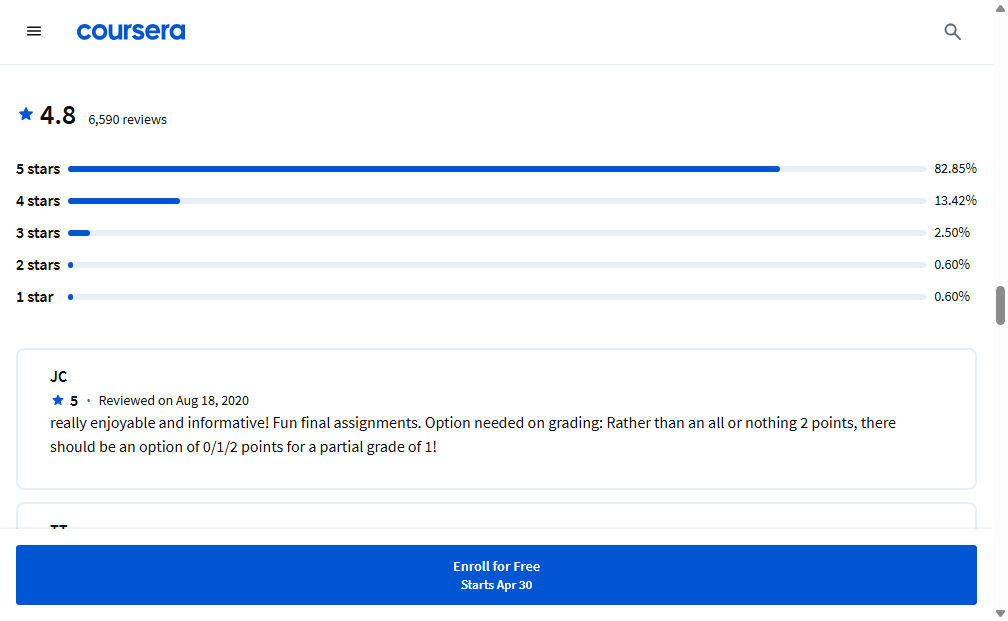 coursera
4.8 6,590 reviews
5 stars 82.85%
4 stars 13.42%
3 stars 2.50%
2 stars 0.60%
1 star 0.60%
JC
5 · Reviewed on Aug 18, 2020
really enjoyable and informative! Fun final assignments. Option needed on grading: Rather than an all or nothing 2 points, there
should be an option of 0/1/2 points for a partial grade of 1!
TT
Enroll for Free
Starts Apr 30